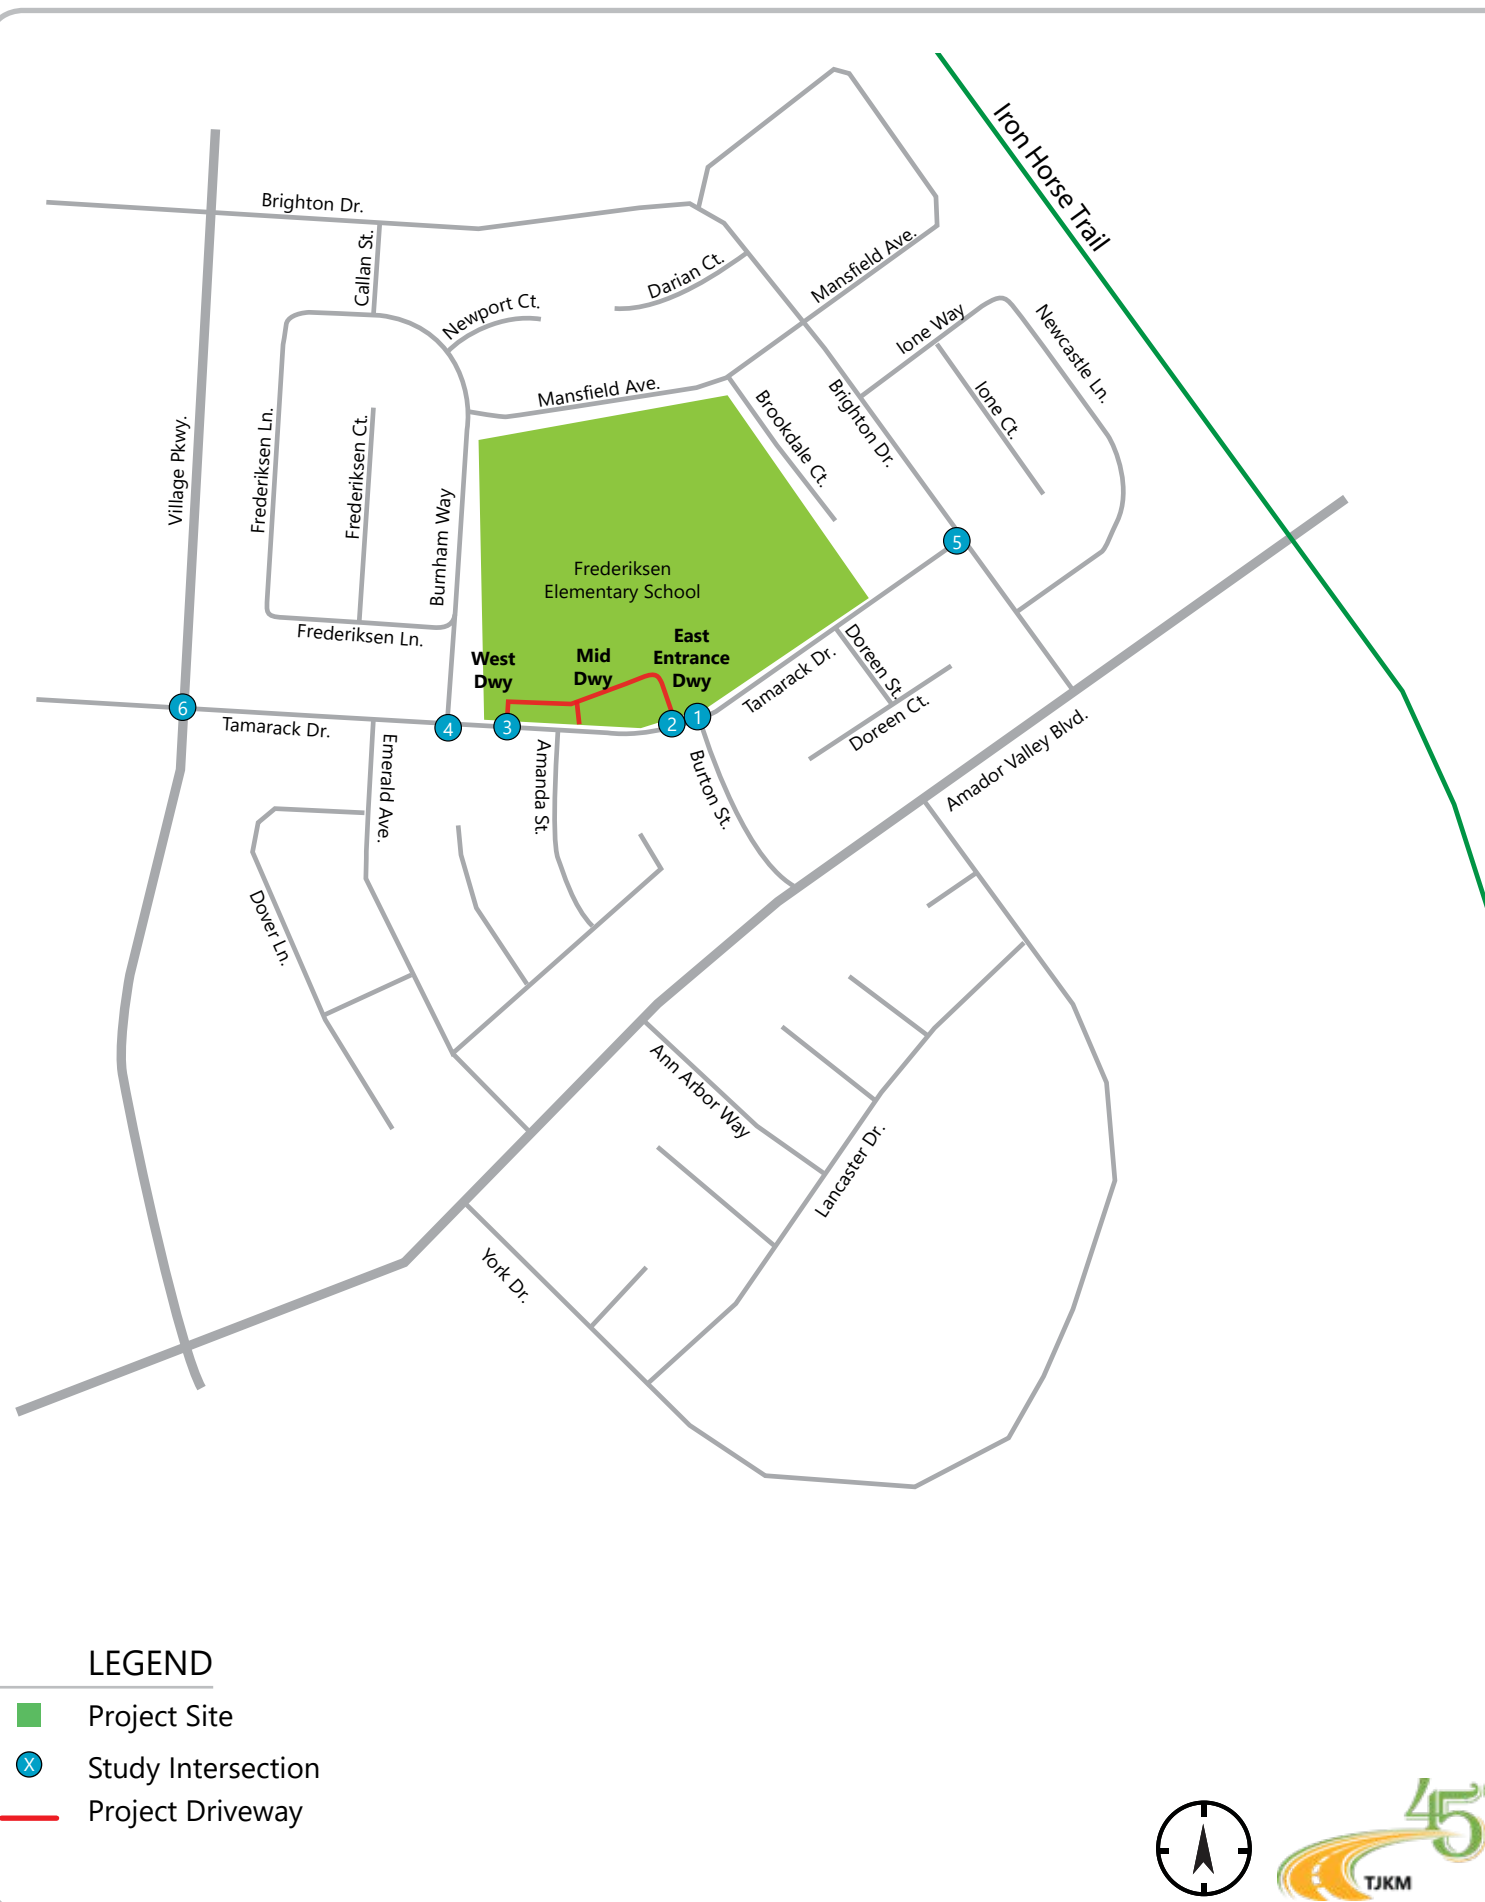 Iron Horse Trail
Brighton Dr.
Callan St.
Darian Ct.
Mansfield Ave.
Newport Ct.
Ione Way
Newcastle Ln.
Mansfield Ave.
Brookdale Ct.
Brighton Dr.
Ione Ct.
Village Pkwy.
Frederiksen Ln.
Frederiksen Ct.
Burnham Way
5
Frederiksen
Elementary School
Frederiksen Ln.
West
Dwy
Mid
Dwy
East
Entrance
Dwy
Tamarack Dr.
Doreen St.
Doreen Ct.
6
4
3
2
1
Tamarack Dr.
Emerald Ave.
Amanda St.
Burton St.
Amador Valley Blvd.
Dover Ln.
Ann Arbor Way
Lancaster Dr.
York Dr.
LEGEND
Project Site
X
Study Intersection
Project Driveway
45
TJKM